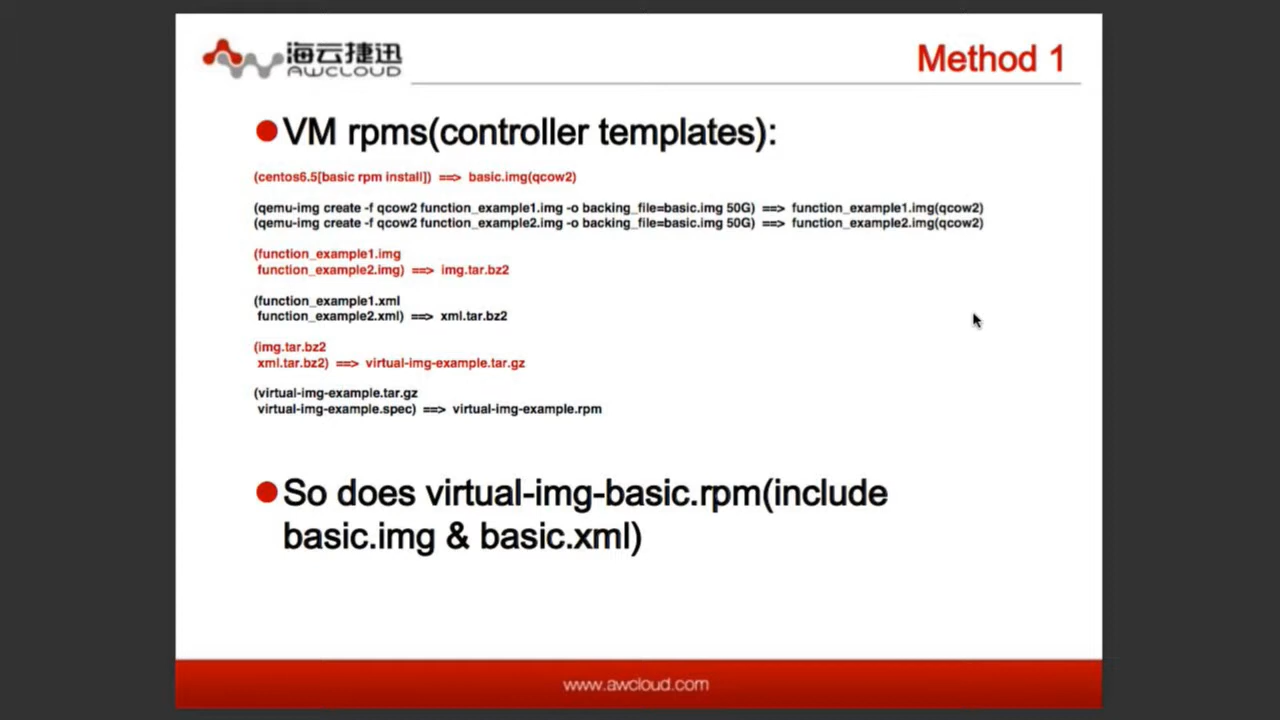 海云捷迅
AWCLOUD
Method 1
VM rpms(controller templates):
(centos6.5[basic rpm install]) ==> basic.img(qcow2)
(qemu-img create -f qcow2 function_example1.img -o backing_file=basic.img 50G) ==> function_example1.img(qcow2)
(qemu-img create -f qcow2 function_example2.img -o backing_file=basic.img 50G) ==> function_example2.img(qcow2)
(function_example1.img
function_example2.img) ==> img.tar.bz2
(function_example1.xml
function_example2.xml) ==> xml.tar.bz2
(img.tar.bz2
xml.tar.bz2) ==> virtual-img-example.tar.gz
(virtual-img-example.tar.gz
virtual-img-example.spec) ==> virtual-img-example.rpm
So does virtual-img-basic.rpm(include
basic.img & basic.xml)
www.awcloud.com